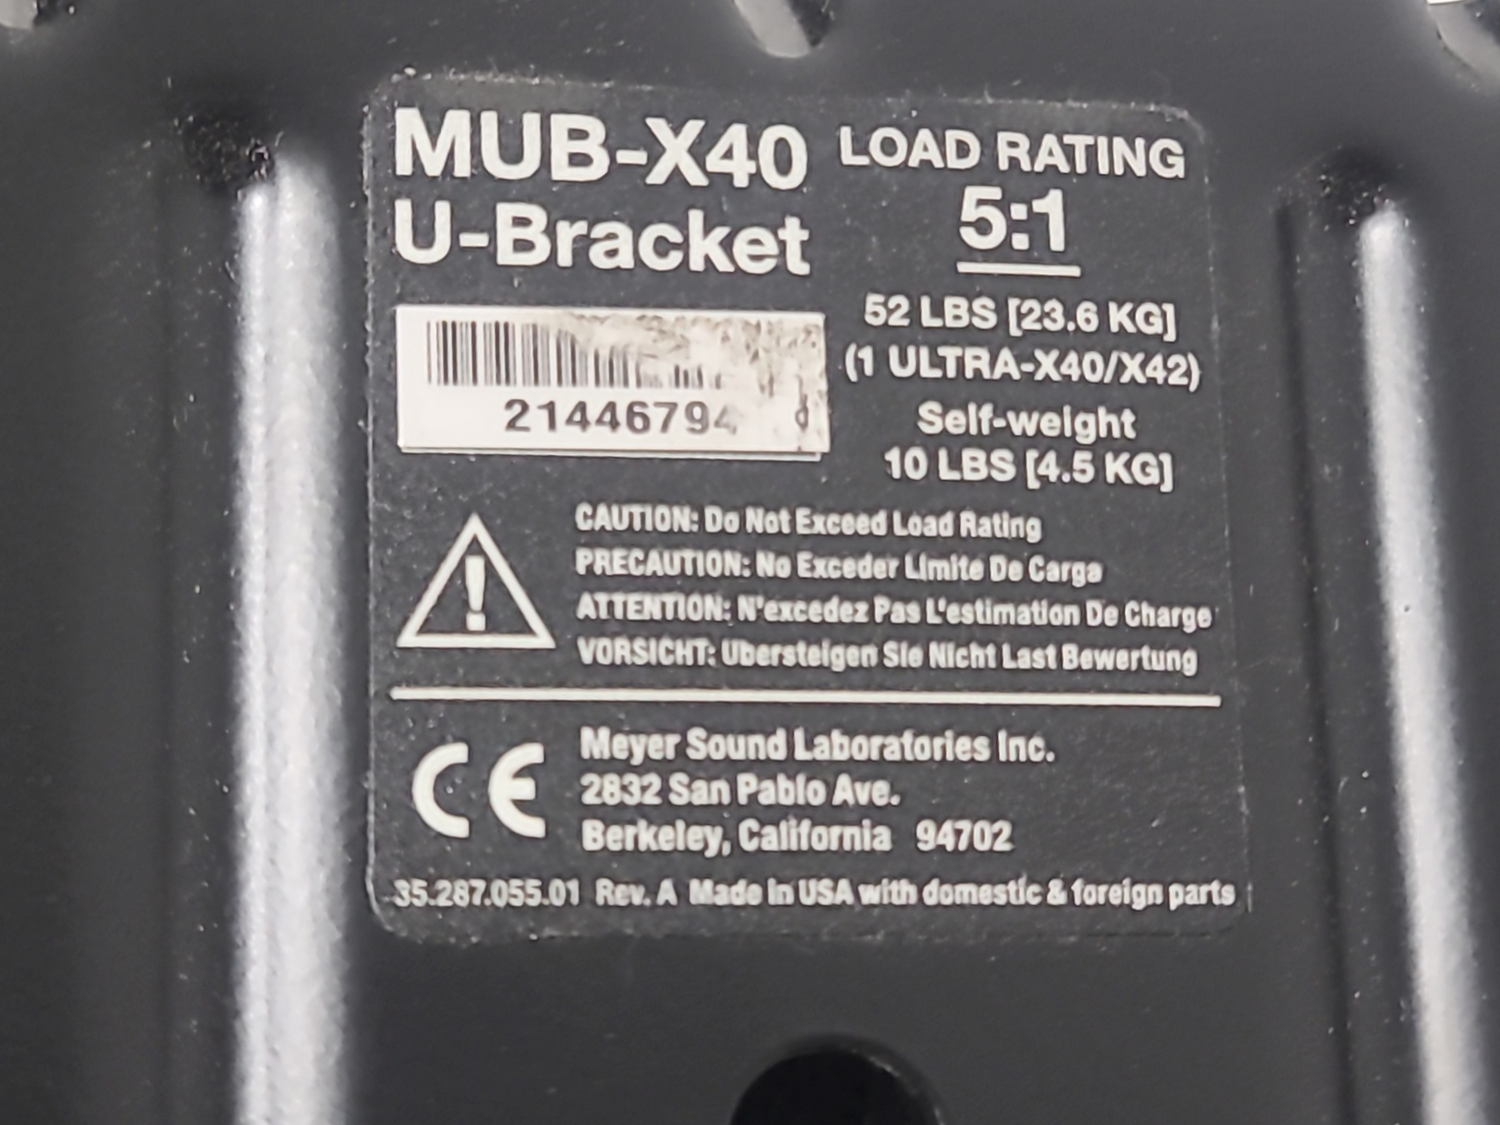 MUB-X40
U-Bracket
21446794
LOAD RATING
5:1
52 LBS [23.6 KG]
(1 ULTRA-X40/X42)
Self-weight
10 LBS [4.5 KG]
CAUTION: Do Not Exceed Load Rating
PRECAUTION: No Exceder Límite De Carga
ATTENTION: N'excedez Pas L'estimation De Charge
VORSICHT: Ubersteigen Sie Nicht Last Bewertung
CE
Meyer Sound Laboratories Inc.
2832 San Pablo Ave.
Berkeley, California 94702
35.287.055.01 Rev. A Made in USA with domestic & foreign parts